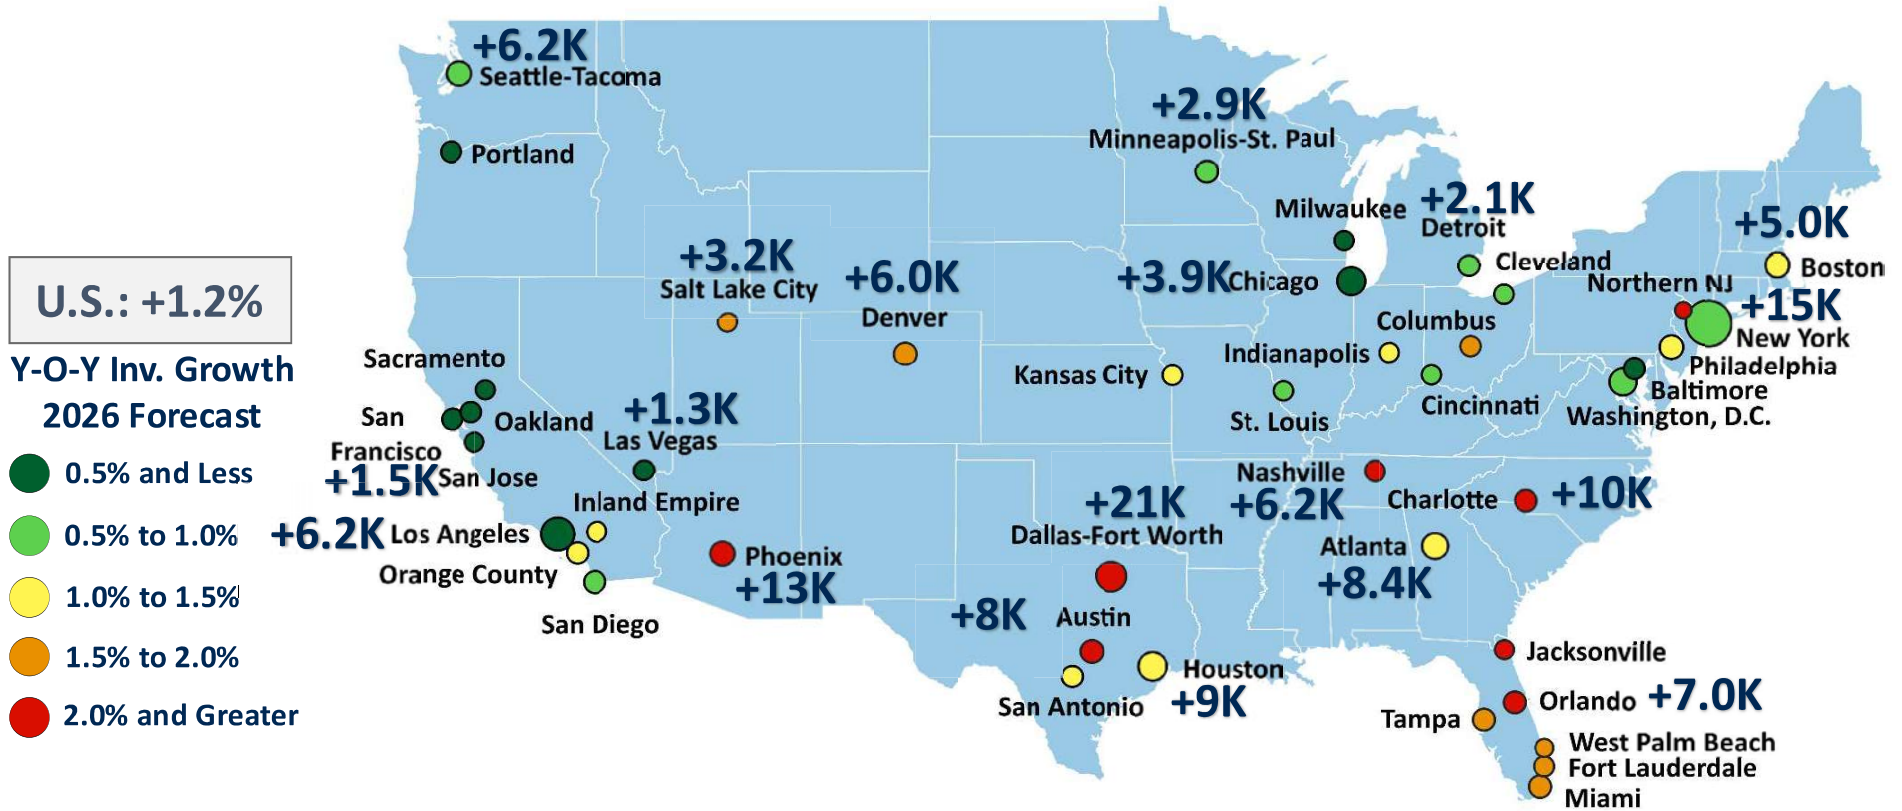 +6.2K
Seattle-Tacoma
Portland
+2.9K
Minneapolis-St. Paul
Milwaukee
+2.1K
Detroit
+3.9K
Chicago
Cleveland
Northern NJ
+5.0K
Boston
+15K
New York
Philadelphia
Baltimore
Washington, D.C.
+3.2K
Salt Lake City
+6.0K
Denver
Columbus
Indianapolis
Cincinnati
Kansas City
St. Louis
U.S.: +1.2%
Y-O-Y Inv. Growth
2026 Forecast
0.5% and Less
0.5% to 1.0%
1.0% to 1.5%
1.5% to 2.0%
2.0% and Greater
Sacramento
San
Francisco
+1.5K
Oakland
San Jose
+1.3K
Las Vegas
Inland Empire
+6.2K
Los Angeles
Orange County
San Diego
Phoenix
+13K
+21K
Dallas-Fort Worth
+8K
Austin
San Antonio
Houston
+9K
Nashville
+6.2K
Charlotte
+10K
Atlanta
+8.4K
Jacksonville
Orlando
+7.0K
Tampa
West Palm Beach
Fort Lauderdale
Miami